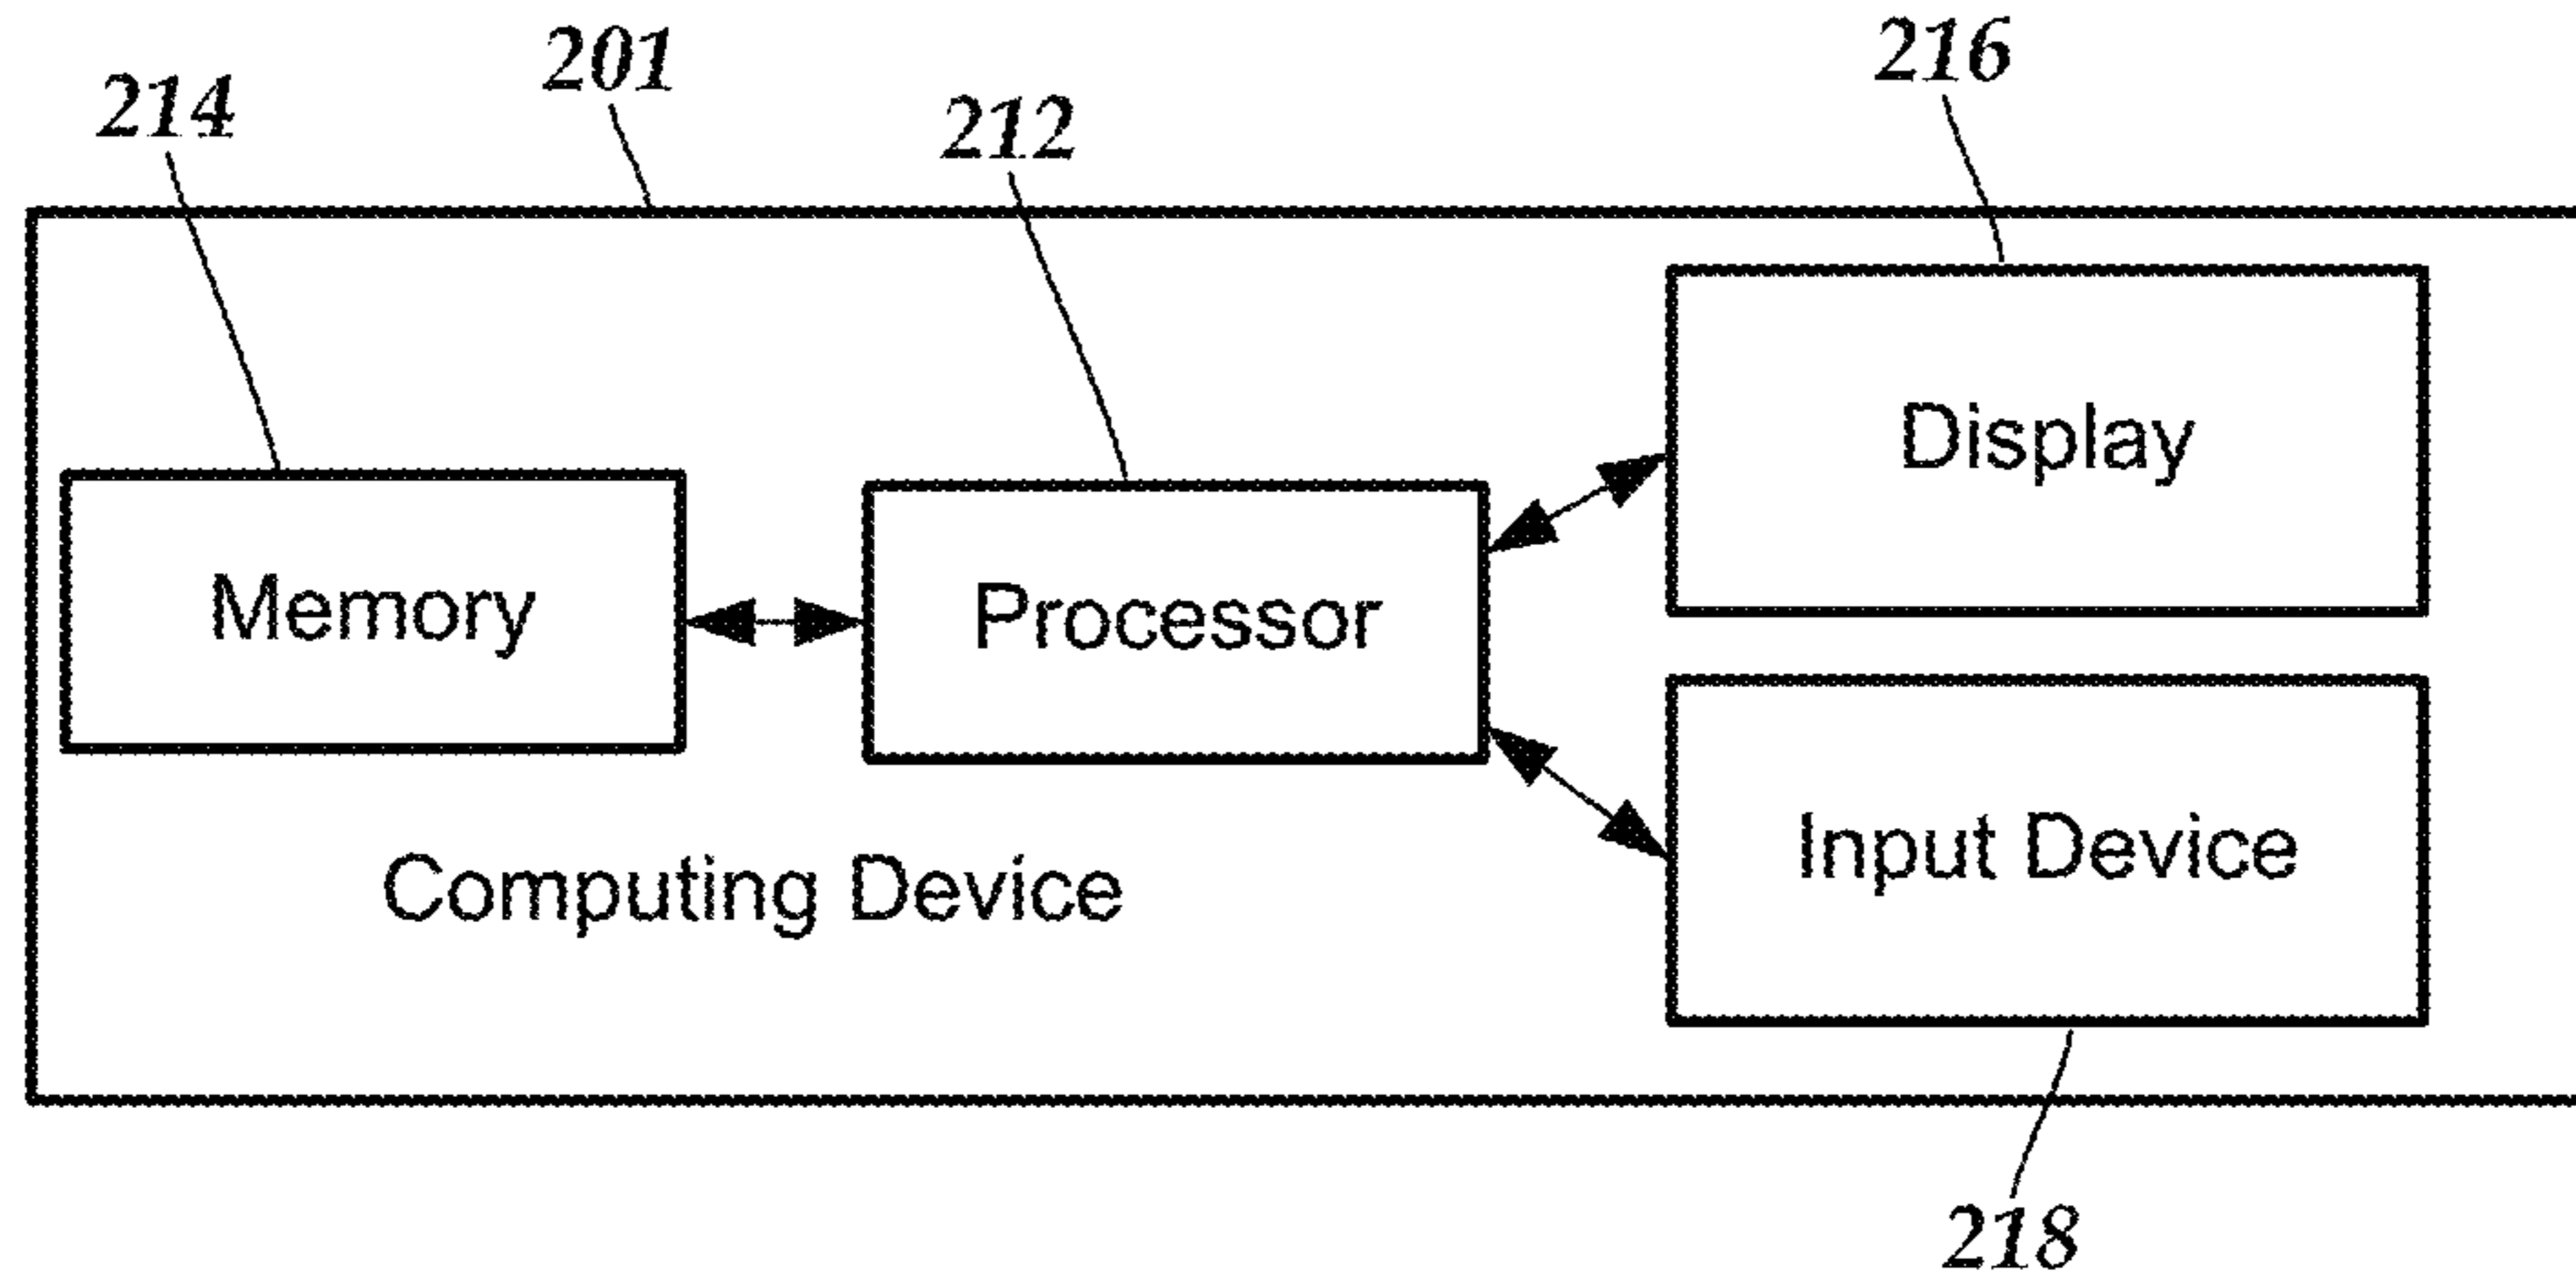 201
216
214
212
Display
Memory
Processor
Input Device
Computing Device
218